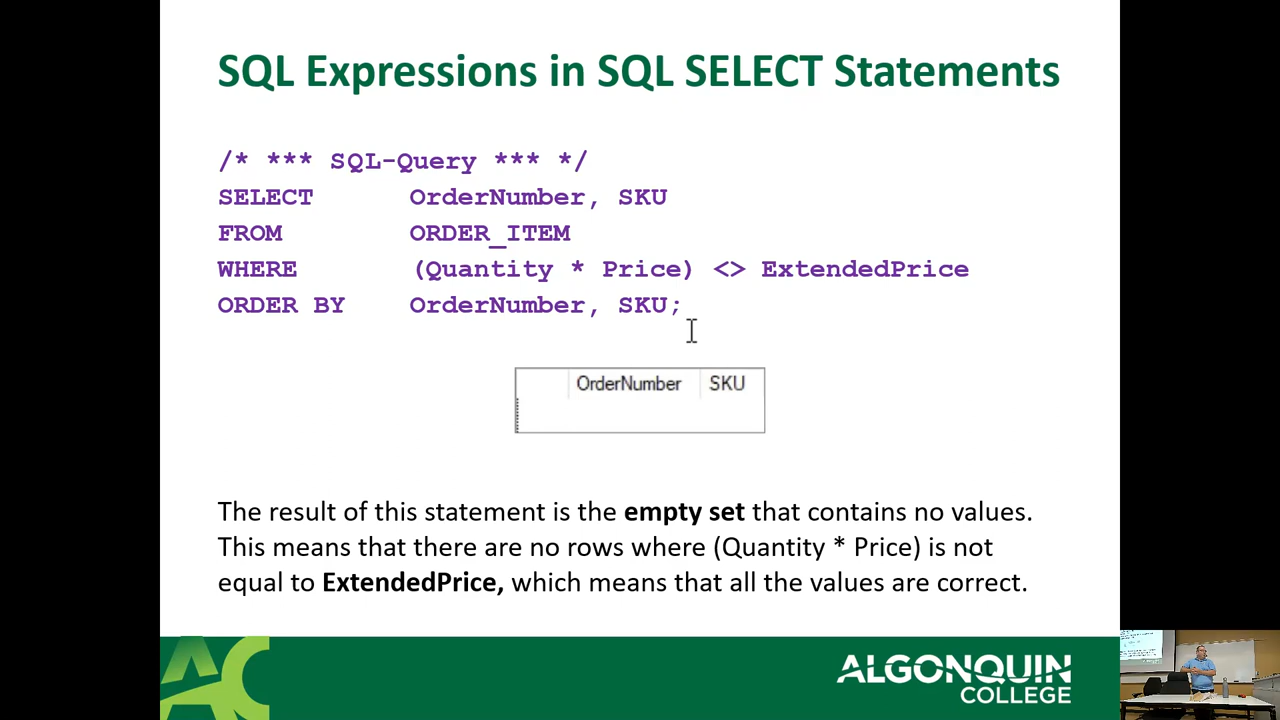 SQL Expressions in SQL SELECT Statements
/* *** SQL-Query *** */
SELECT OrderNumber, SKU
FROM ORDER_ITEM
WHERE (Quantity * Price) <> ExtendedPrice
ORDER BY OrderNumber, SKU;
OrderNumber SKU
The result of this statement is the empty set that contains no values.
This means that there are no rows where (Quantity * Price) is not
equal to ExtendedPrice, which means that all the values are correct.
AC
ALGONQUIN
COLLEGE